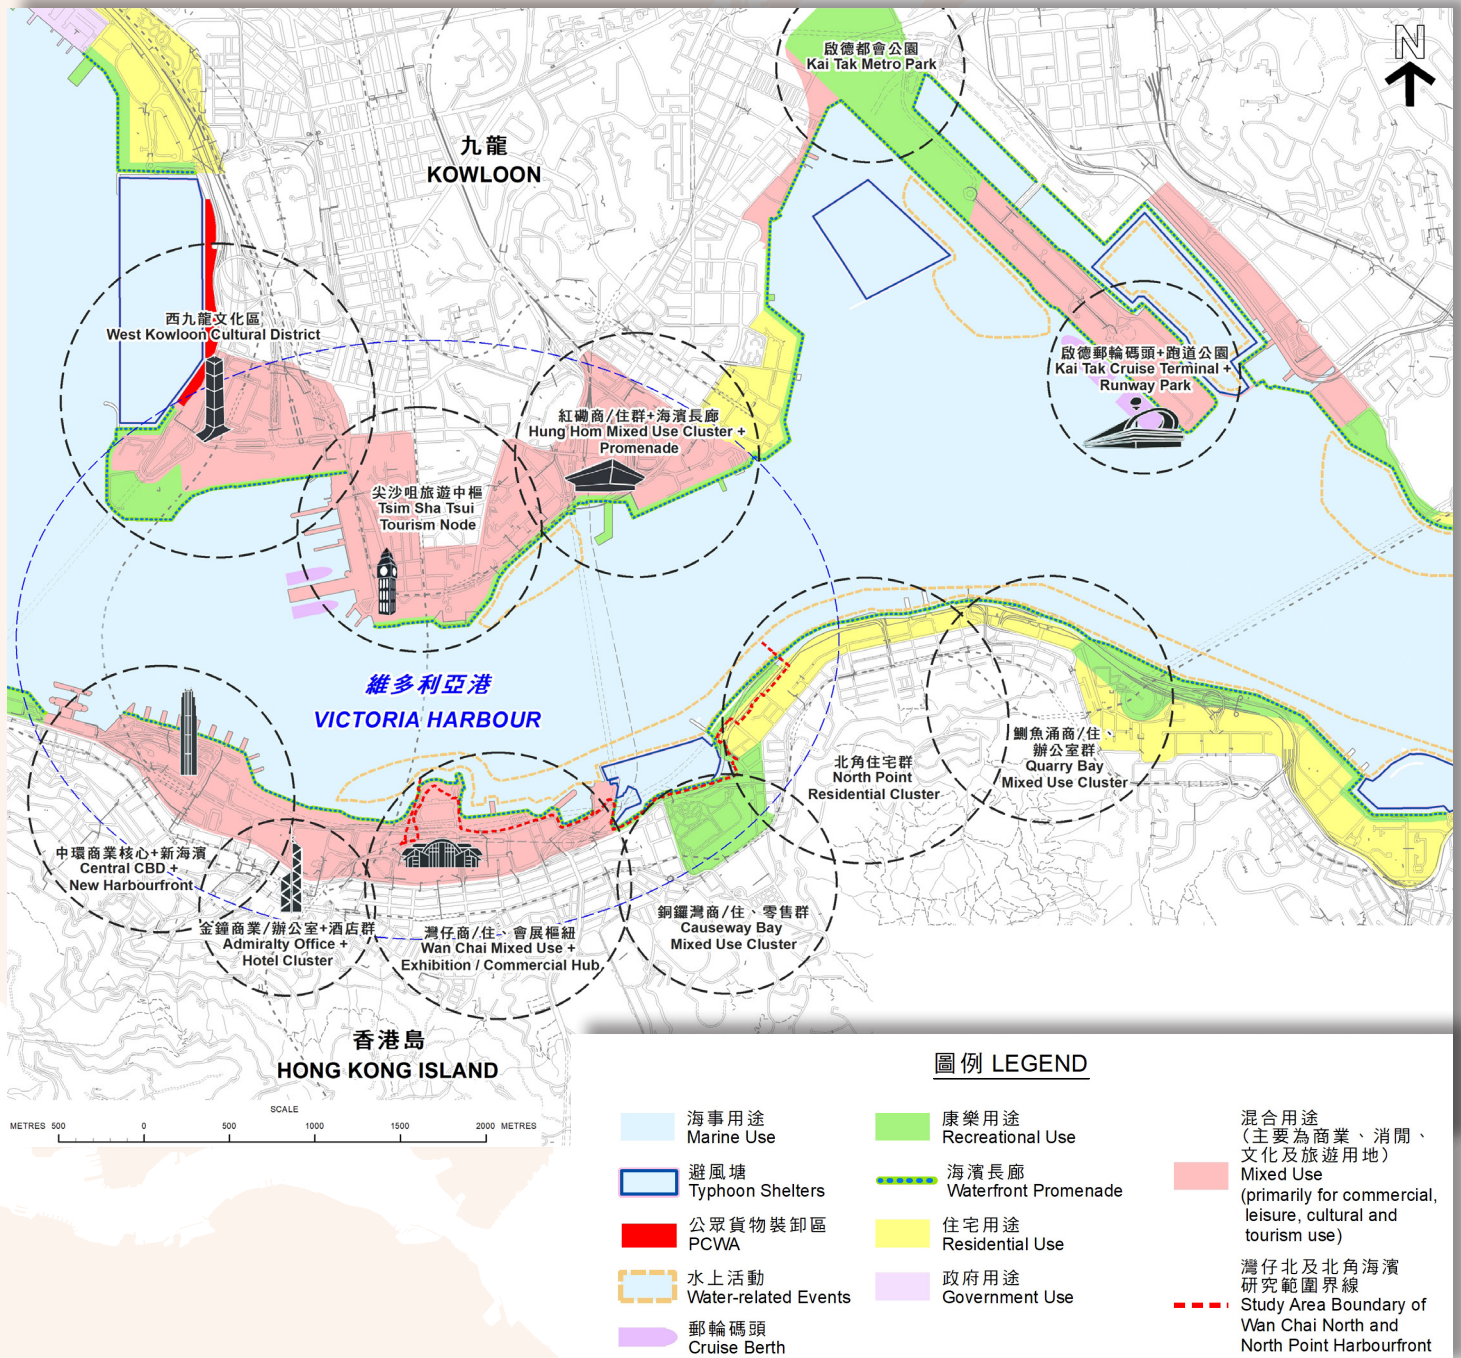 啟德都會公園
Kai Tak Metro Park
N
九龍
KOWLOON
西九龍文化區
West Kowloon Cultural District
啟德郵輪碼頭+跑道公園
Kai Tak Cruise Terminal +
Runway Park
紅磡商/住群+海濱長廊
Hung Hom Mixed Use Cluster +
Promenade
尖沙咀旅遊中樞
Tsim Sha Tsui
Tourism Node
維多利亞港
VICTORIA HARBOUR
北角住宅群
North Point
Residential Cluster
鰂魚涌商/住、
辦公室群
Quarry Bay
Mixed Use Cluster
中環商業核心+新海濱
Central CBD +
New Harbourfront
金鐘商業/辦公室+酒店群
Admiralty Office +
Hotel Cluster
灣仔商/住、會展樞紐
Wan Chai Mixed Use +
Exhibition / Commercial Hub
銅鑼灣商/住、零售群
Causeway Bay
Mixed Use Cluster
香港島
HONG KONG ISLAND
SCALE
METRES 500 0 500 1000 1500 2000 METRES
圖例 LEGEND
海事用途
Marine Use
避風塘
Typhoon Shelters
公眾貨物裝卸區
PCWA
水上活動
Water-related Events
郵輪碼頭
Cruise Berth
康樂用途
Recreational Use
海濱長廊
Waterfront Promenade
住宅用途
Residential Use
政府用途
Government Use
混合用途
(主要為商業、消閒、
文化及旅遊用地)
Mixed Use
(primarily for commercial,
leisure, cultural and
tourism use)
灣仔北及北角海濱
研究範圍界線
Study Area Boundary of
Wan Chai North and
North Point Harbourfront